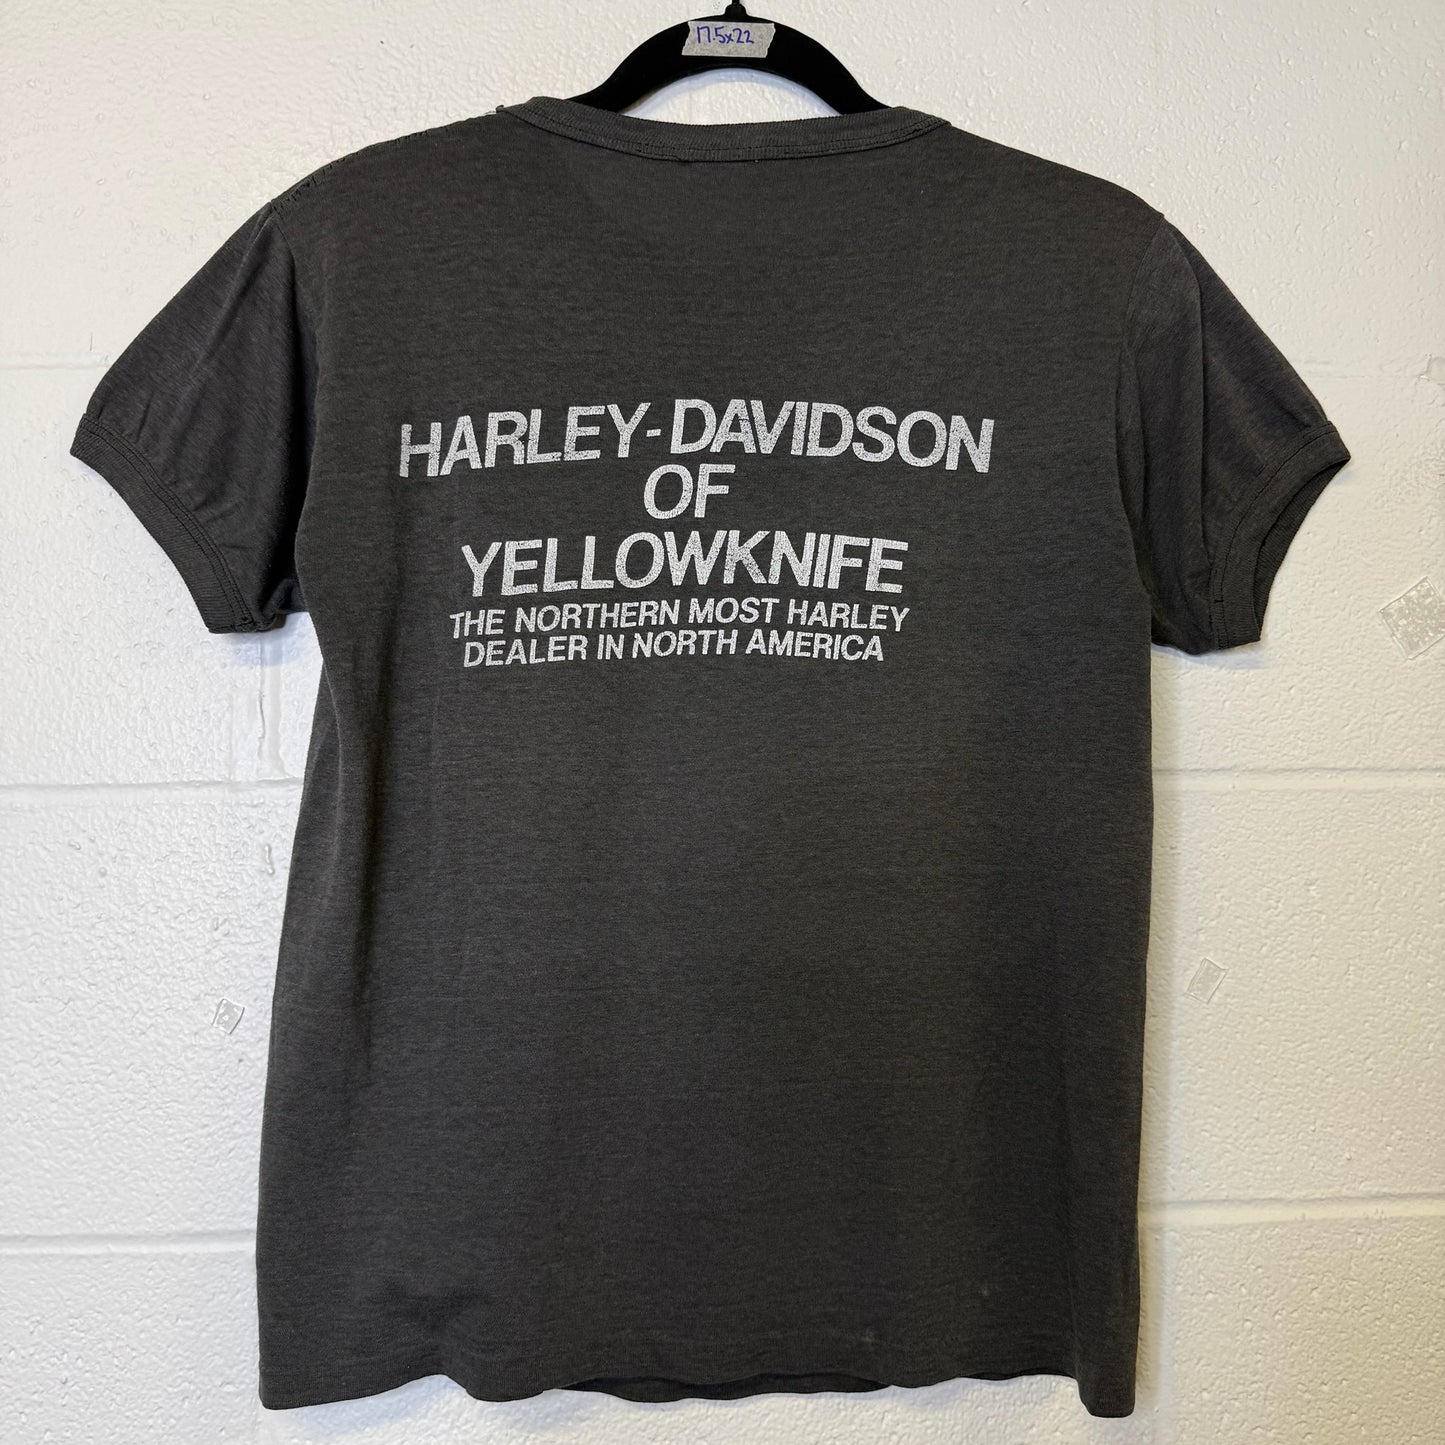 17.5x22
HARLEY-DAVIDSON
OF
YELLOWKNIFE
THE NORTHERN MOST HARLEY
DEALER IN NORTH AMERICA